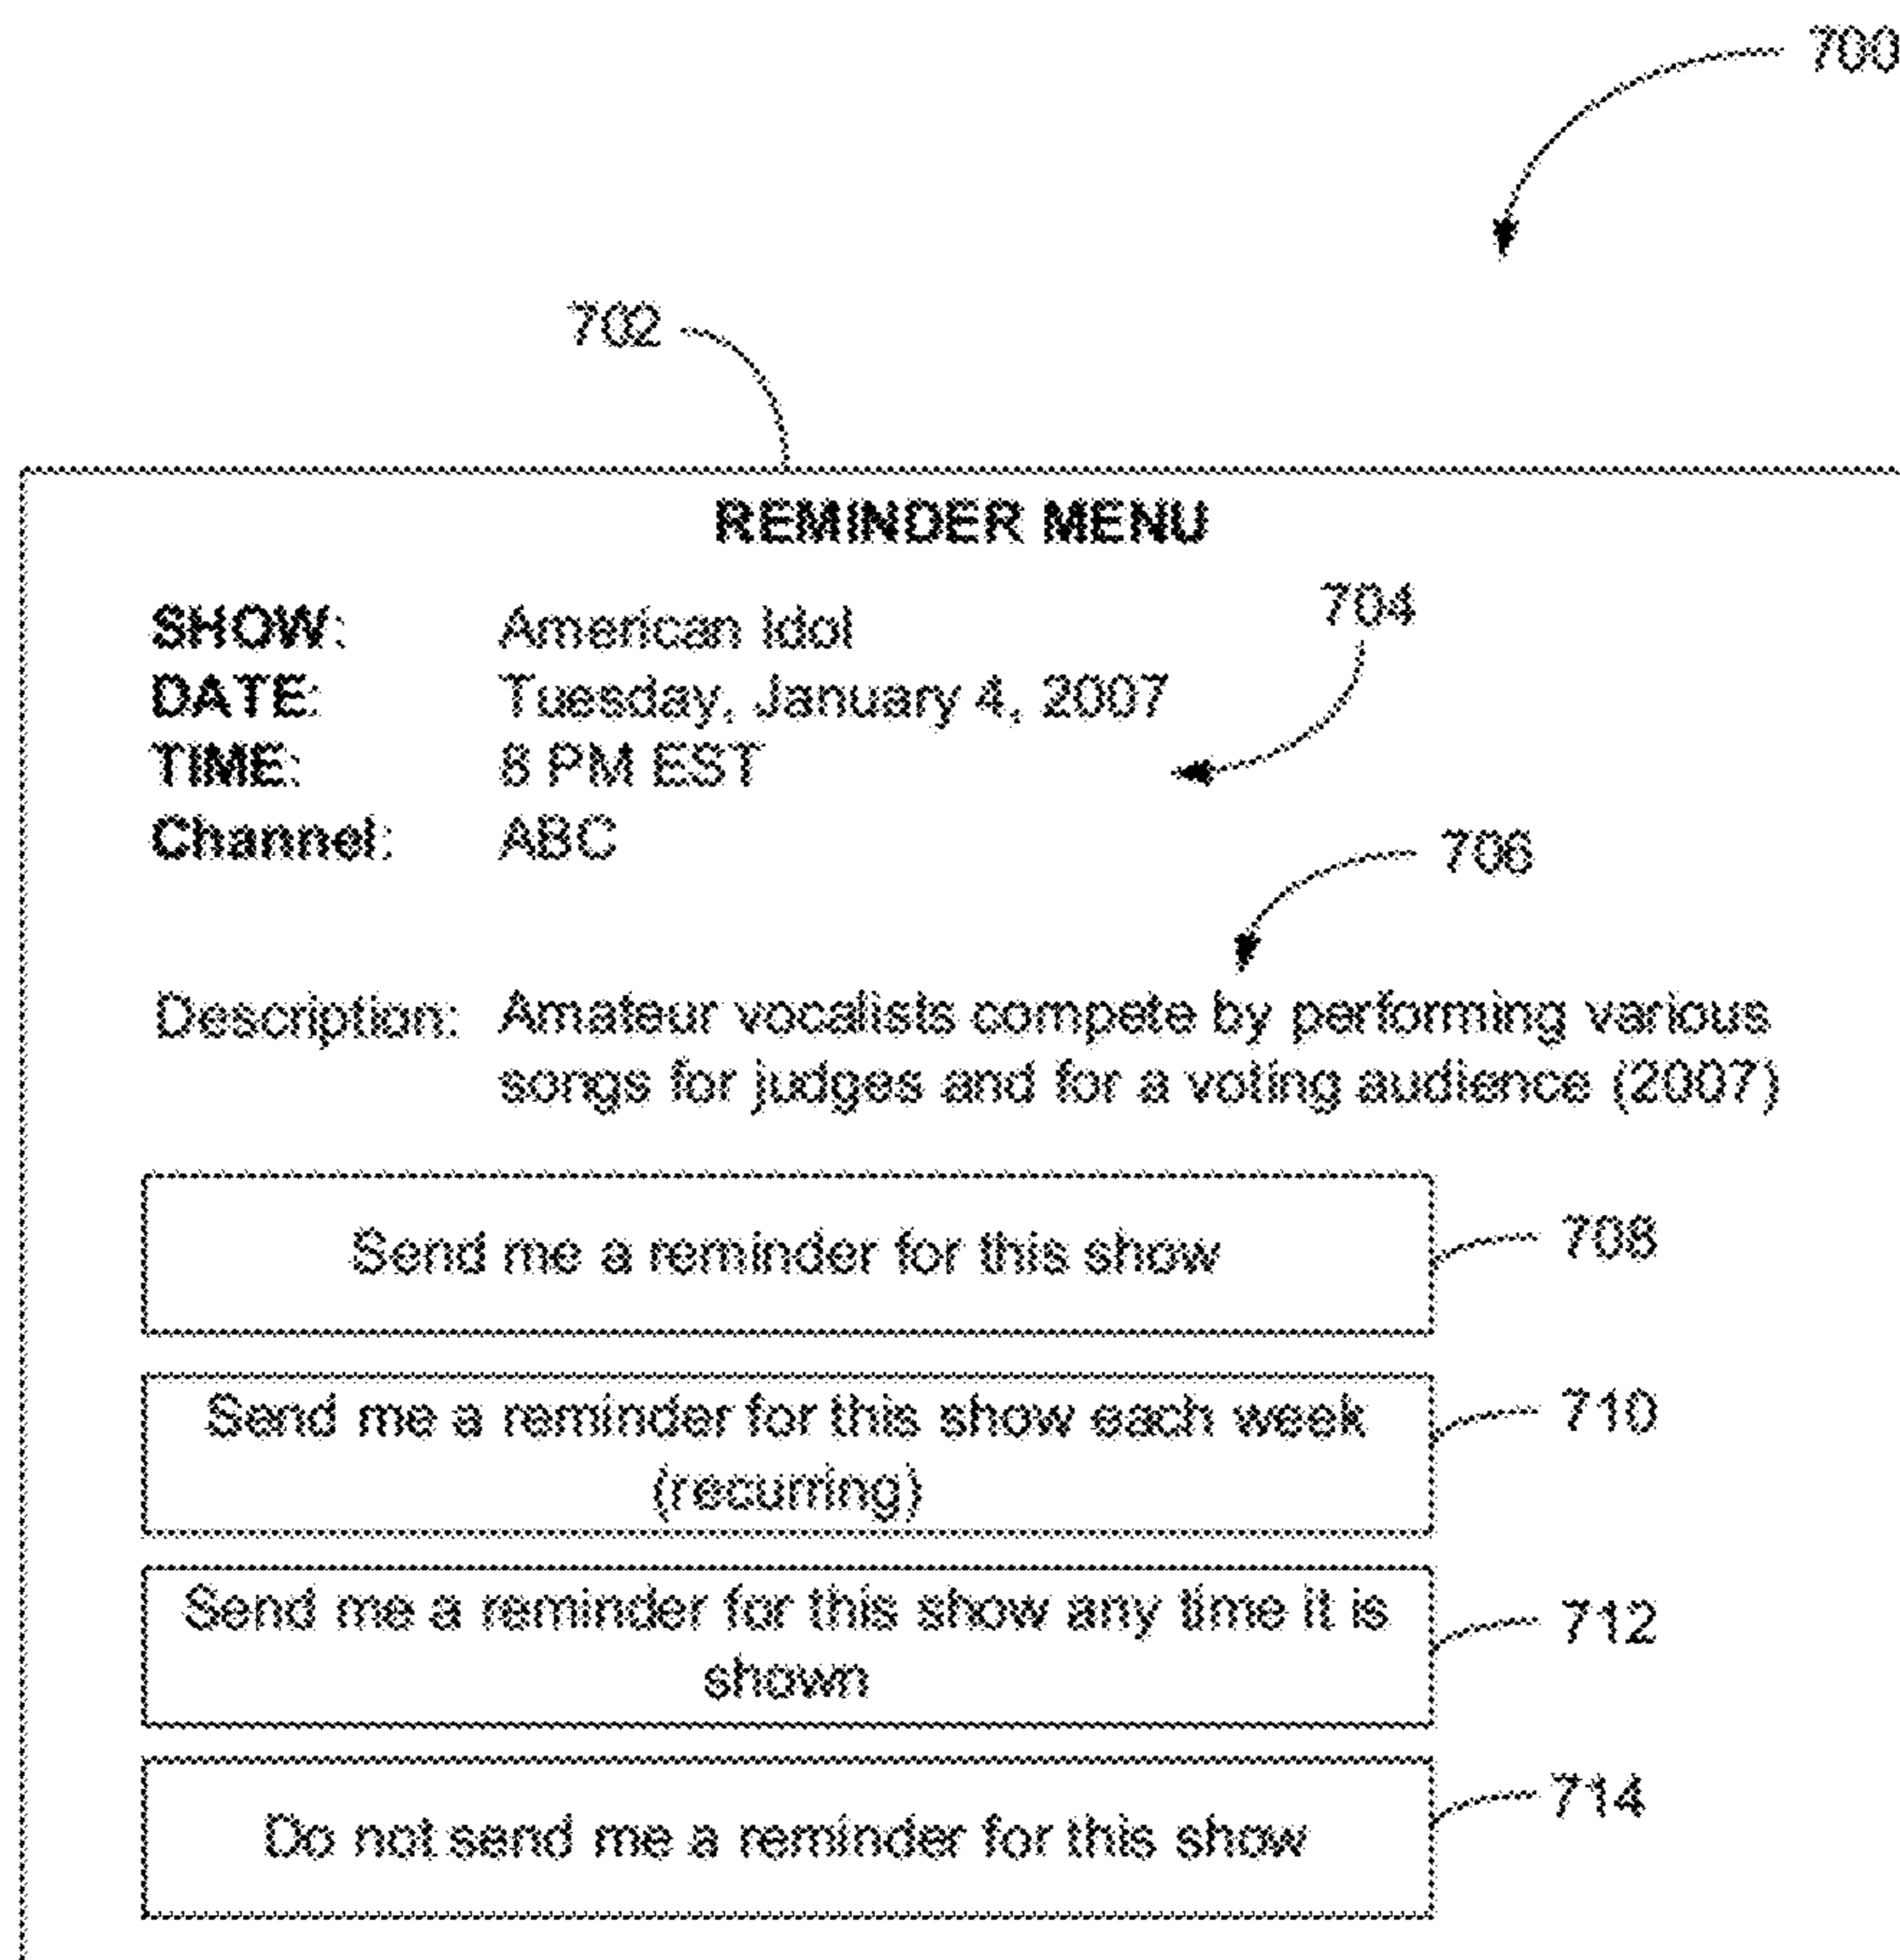 700
702
REMINDER MENU
SHOW: American Idol
704
DATE: Tuesday, January 4, 2007
TIME: 8 PM EST
Channel: ABC
706
Description: Amateur vocalists compete by performing various
songs for judges and for a voting audience (2007)
Send me a reminder for this show
708
Send me a reminder for this show each week
(recurring)
710
Send me a reminder for this show any time it is
shown
712
Do not send me a reminder for this show
714